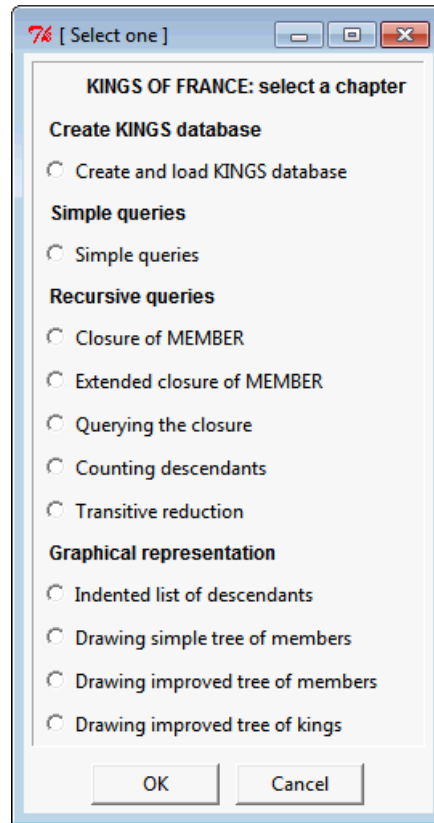 [ Select one ]
KINGS OF FRANCE: select a chapter
Create KINGS database
Create and load KINGS database
Simple queries
Simple queries
Recursive queries
Closure of MEMBER
Extended closure of MEMBER
Querying the closure
Counting descendants
Transitive reduction
Graphical representation
Indented list of descendants
Drawing simple tree of members
Drawing improved tree of members
Drawing improved tree of kings
OK Cancel